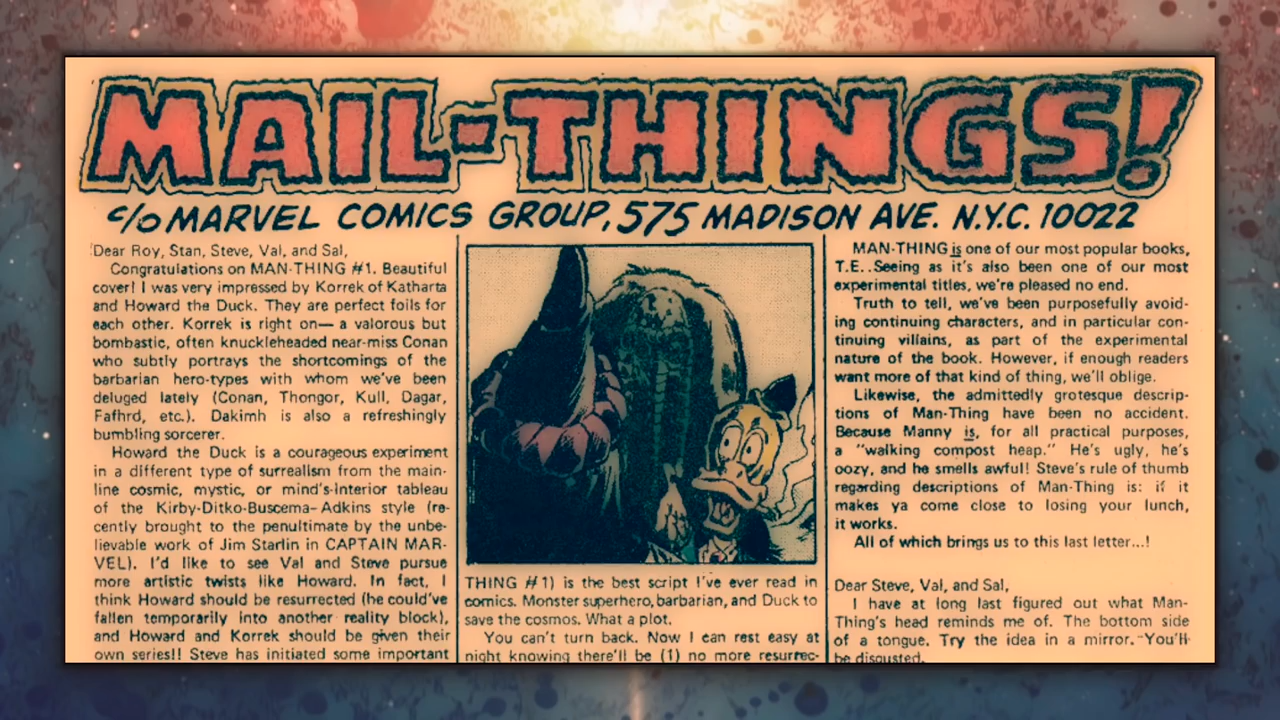 MAIL-THINGS!
c/o MARVEL COMICS GROUP, 575 MADISON AVE. N.Y.C. 10022
Dear Roy, Stan, Steve, Val, and Sal,
Congratulations on MAN-THING #1. Beautiful
cover! I was very impressed by Korrek of Katharta
and Howard the Duck. They are perfect foils for
each other. Korrek is right on— a valorous but
bombastic, often knuckleheaded near-miss Conan
who subtly portrays the shortcomings of the
barbarian hero-types with whom we've been
deluged lately (Conan, Thongor, Kull, Dagar,
Fafhrd, etc.). Dakimh is also a refreshingly
bumbling sorcerer.
Howard the Duck is a courageous experiment
in a different type of surrealism from the main-
line cosmic, mystic, or mind's-interior tableau
of the Kirby-Ditko-Buscema-Adkins style (re-
cently brought to the penultimate by the unbe-
lievable work of Jim Starlin in CAPTAIN MAR-
VEL). I'd like to see Val and Steve pursue
more artistic twists like Howard. In fact, I
think Howard should be resurrected (he could've
fallen temporarily into another reality block),
and Howard and Korrek should be given their
own series!! Steve has initiated some important
THING #1) is the best script I've ever read in
comics. Monster superhero, barbarian, and Duck to
save the cosmos. What a plot.
You can't turn back. Now I can rest easy at
night knowing there'll be (1) no more resurrec-
MAN-THING is one of our most popular books,
T.E.. Seeing as it's also been one of our most
experimental titles, we're pleased no end.
Truth to tell, we've been purposefully avoid-
ing continuing characters, and in particular con-
tinuing villains, as part of the experimental
nature of the book. However, if enough readers
want more of that kind of thing, we'll oblige.
Likewise, the admittedly grotesque descrip-
tions of Man-Thing have been no accident.
Because Manny is, for all practical purposes,
a "walking compost heap." He's ugly, he's
oozy, and he smells awful! Steve's rule of thumb
regarding descriptions of Man-Thing is: if it
makes ya come close to losing your lunch,
it works.
All of which brings us to this last letter...!
Dear Steve, Val, and Sal,
I have at long last figured out what Man-
Thing's head reminds me of. The bottom side
of a tongue. Try the idea in a mirror. You'll
be disgusted.